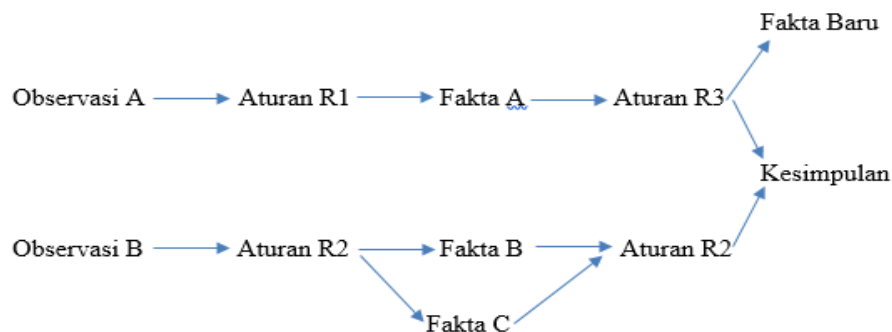 Fakta Baru
Observasi A Aturan R1 Fakta A Aturan R3
Kesimpulan
Observasi B Aturan R2 Fakta B Aturan R2
Fakta C